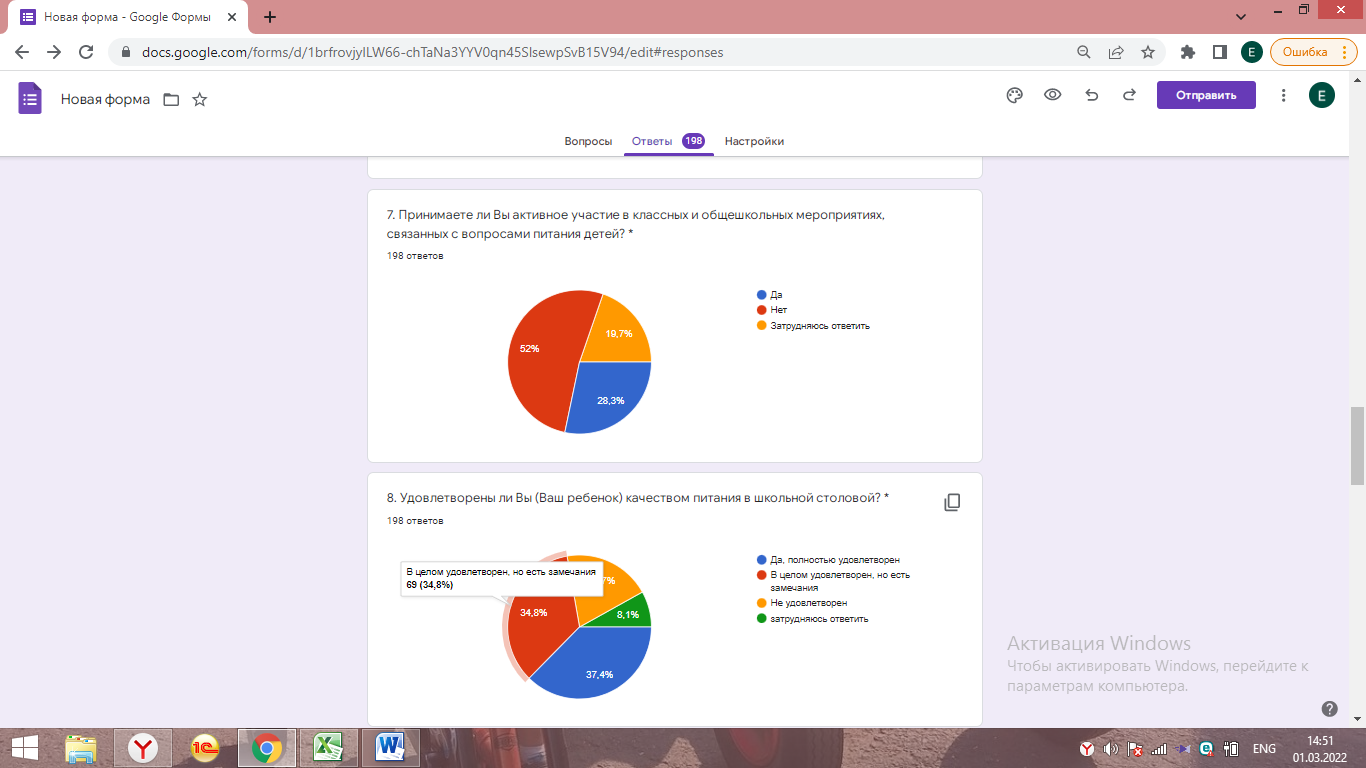 Новая форма - Google Формы
docs.google.com/forms/d/1brfrovjyILW66-chTaNa3YYV0qn45SIsewpSvB15V94/edit#responses
E
Ошибка
Новая форма
Отправить
E
Вопросы
Ответы 198
Настройки
7. Принимаете ли Вы активное участие в классных и общешкольных мероприятиях,
связанных с вопросами питания детей? *
198 ответов
Да
Нет
Затрудняюсь ответить
19,7%
52%
28,3%
8. Удовлетворены ли Вы (Ваш ребенок) качеством питания в школьной столовой? *
198 ответов
Да, полностью удовлетворен
В целом удовлетворен, но есть
замечания
Не удовлетворен
затрудняюсь ответить
В целом удовлетворен, но есть замечания
69 (34,8%)
7%
34,8%
8,1%
37,4%
Активация Windows
Чтобы активировать Windows, перейдите к
параметрам компьютера.
ENG
14:51
01.03.2022